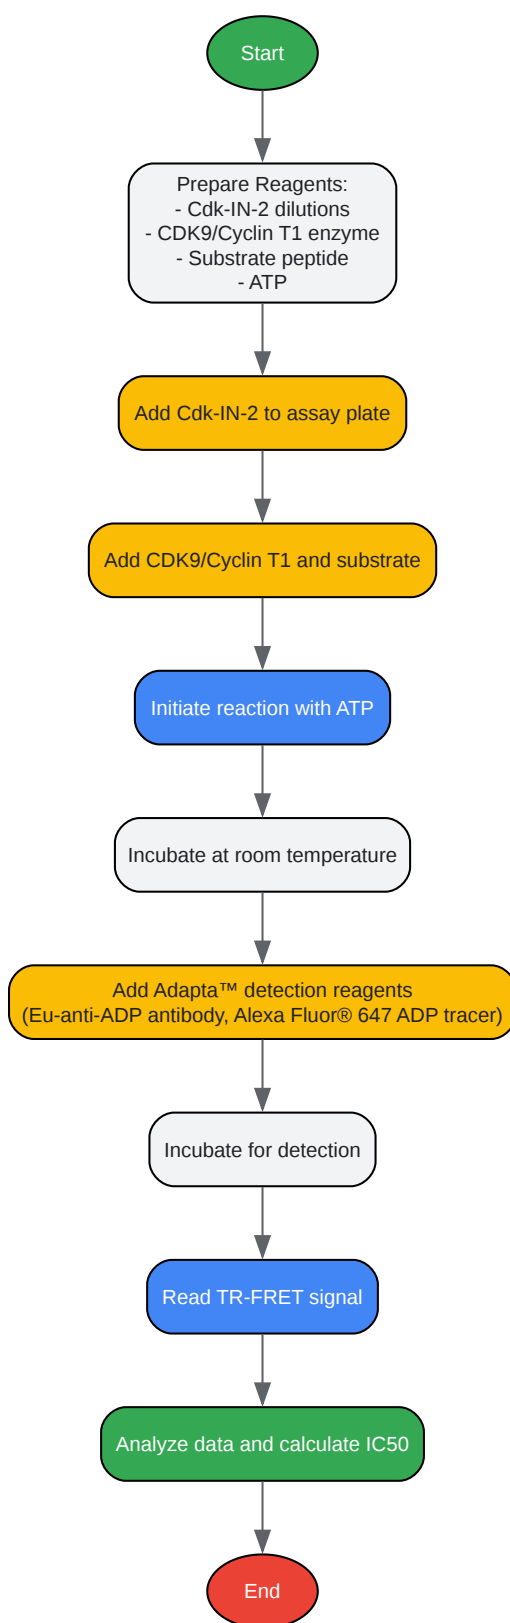 Start
Prepare Reagents:
- Cdk-IN-2 dilutions
- CDK9/Cyclin T1 enzyme
- Substrate peptide
- ATP
Add Cdk-IN-2 to assay plate
Add CDK9/Cyclin T1 and substrate
Initiate reaction with ATP
Incubate at room temperature
Add Adapta™ detection reagents
(Eu-anti-ADP antibody, Alexa Fluor® 647 ADP tracer)
Incubate for detection
Read TR-FRET signal
Analyze data and calculate IC50
End